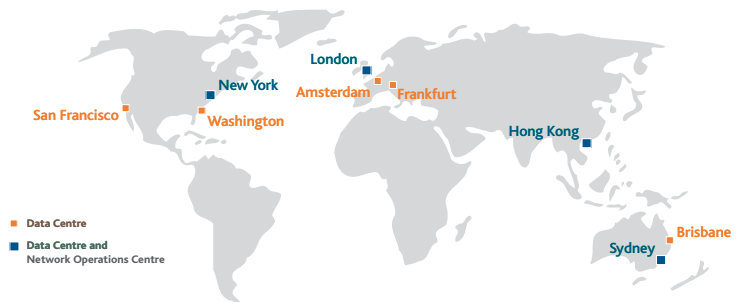 London
New York
Amsterdam
Frankfurt
San Francisco
Washington
Hong Kong
Data Centre
Brisbane
Data Centre and
Network Operations Centre
Sydney